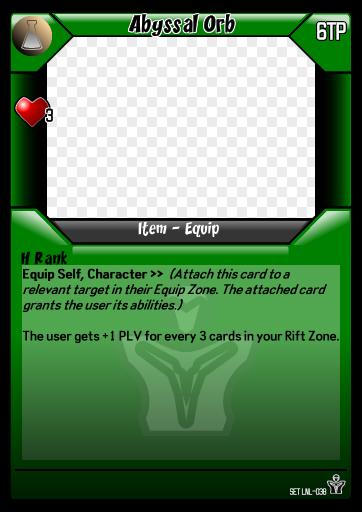 Abyssal Orb
6TP
3
Item - Equip
H Rank
Equip Self, Character >> (Attach this card to a
relevant target in their Equip Zone. The attached card
grants the user its abilities.)
The user gets +1 PLV for every 3 cards in your Rift Zone.
SET LNL-038